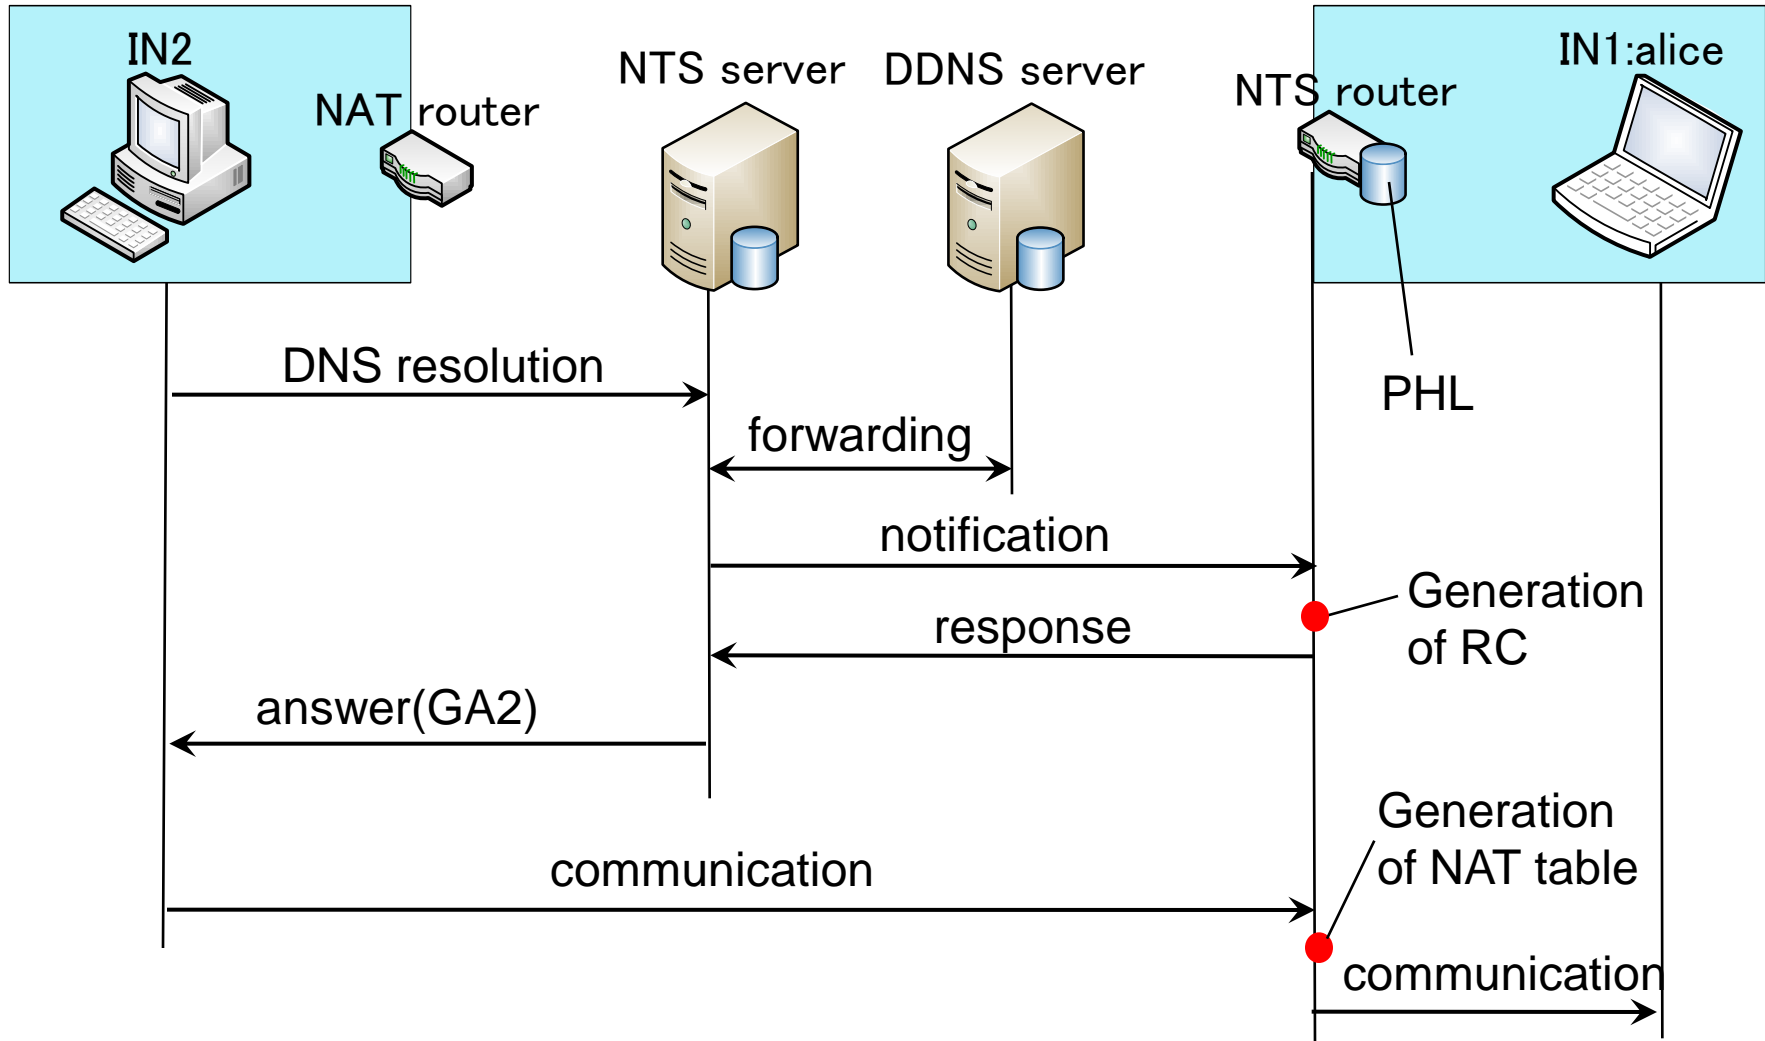 IN2
NAT router
NTS server
DDNS server
NTS router
IN1:alice
DNS resolution
PHL
forwarding
notification
Generation
of RC
response
answer(GA2)
Generation
of NAT table
communication
communication